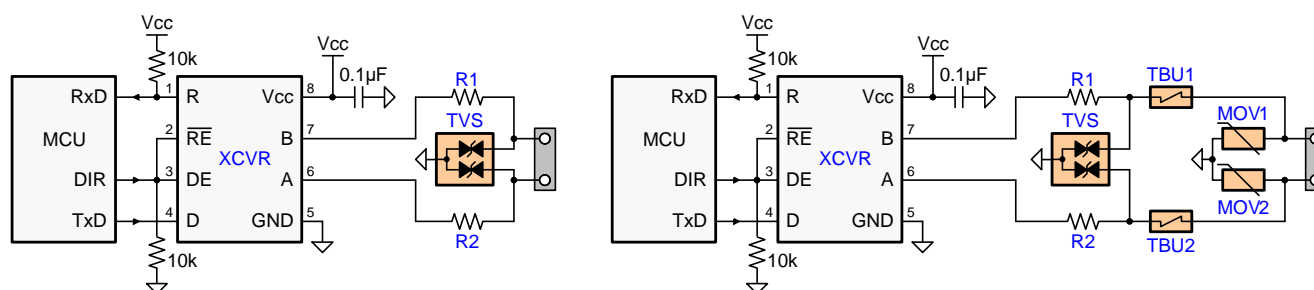 Vcc
10k
Vcc
0.1µF
RxD
MCU
DIR
TxD
1
2
3
4
R
RE
DE
D
XCVR
Vcc
B
A
GND
8
7
6
5
10k
R1
TVS
R2
Vcc
10k
Vcc
0.1µF
RxD
MCU
DIR
TxD
1
2
3
4
R
RE
DE
D
XCVR
Vcc
B
A
GND
8
7
6
5
10k
R1
TVS
R2
TBU1
MOV1
MOV2
TBU2